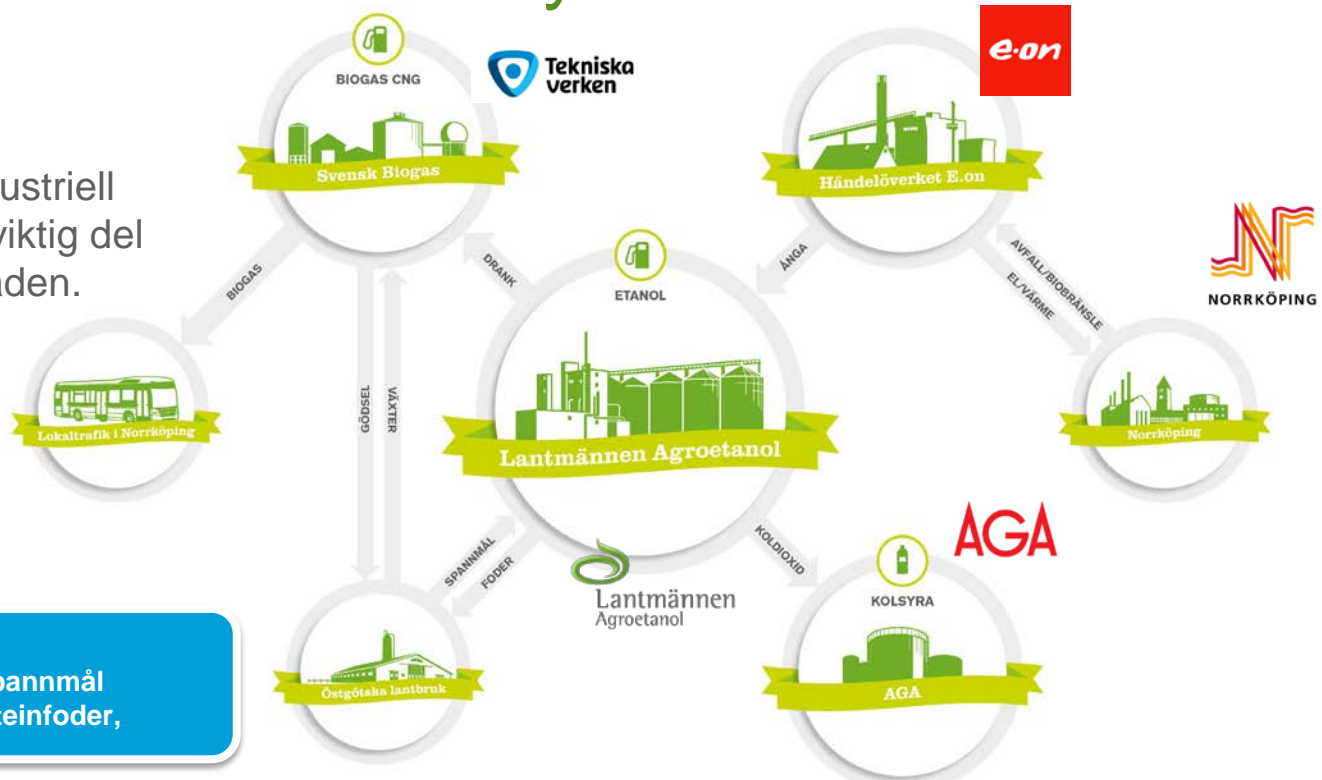 BIOGAS CNG
Svensk Biogas
Tekniska
verken
e·on
Händelöverket E.on
ustriell
viktig del
aden.
BIOGAS
DRANK
ÅNGA
AVFALL/BIOBRÄNSLE
EL/VÄRME
NORRKÖPING
ETANOL
Lantmännen Agroetanol
Lokaltrafik i Norrköping
GÖDSEL
VÄXTER
Norrköping
SPANNMÅL
FODER
Lantmännen
Agroetanol
KOLDIOXID
AGA
KOLSYRA
AGA
Östgötska lantbruk
pannmål
teinfoder,